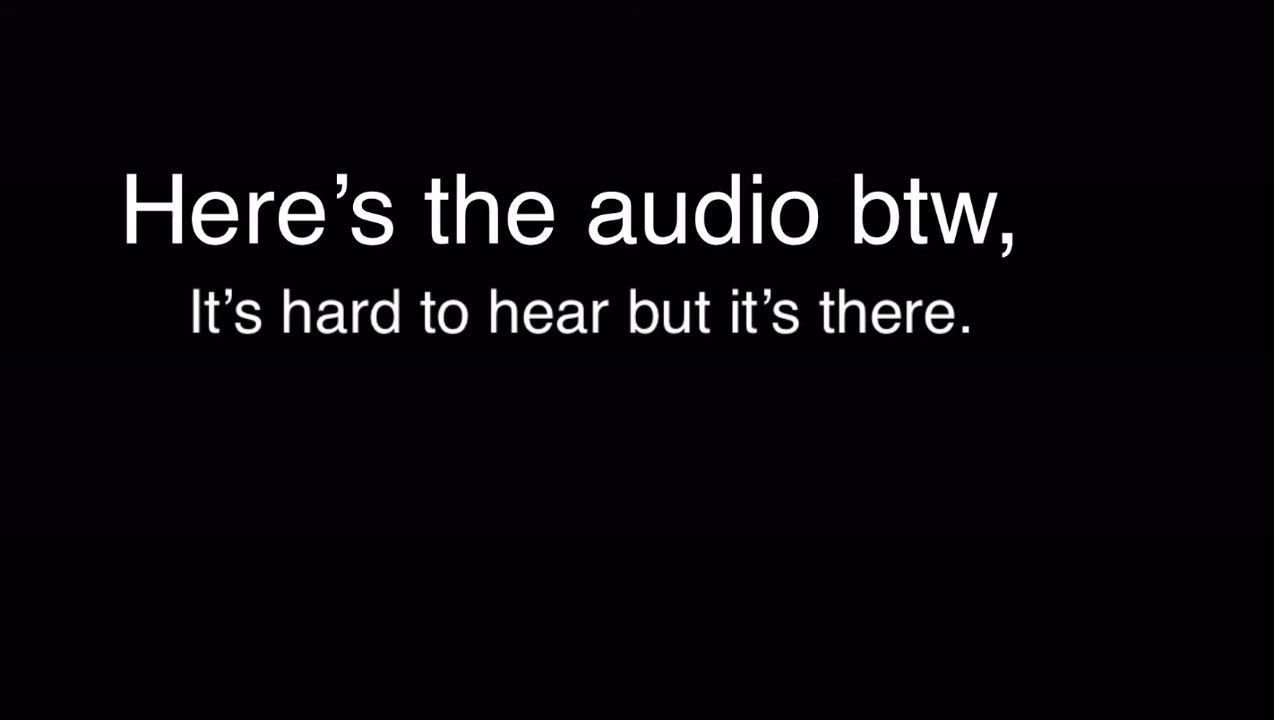 Here’s the audio btw,
It’s hard to hear but it’s there.